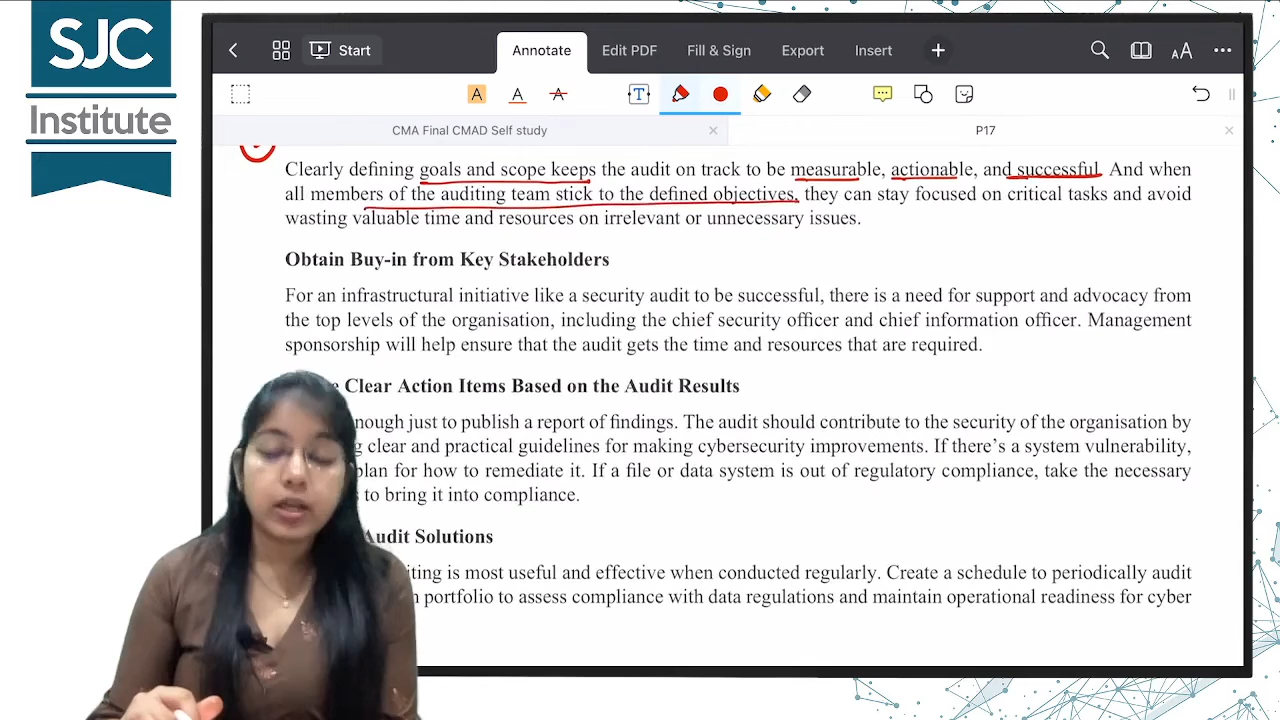 SJC
Institute
Start
Annotate
Edit PDF
Fill & Sign
Export
Insert
CMA Final CMAD Self study
P17
Clearly defining goals and scope keeps the audit on track to be measurable, actionable, and successful. And when
all members of the auditing team stick to the defined objectives, they can stay focused on critical tasks and avoid
wasting valuable time and resources on irrelevant or unnecessary issues.
Obtain Buy-in from Key Stakeholders
For an infrastructural initiative like a security audit to be successful, there is a need for support and advocacy from
the top levels of the organisation, including the chief security officer and chief information officer. Management
sponsorship will help ensure that the audit gets the time and resources that are required.
Clear Action Items Based on the Audit Results
just to publish a report of findings. The audit should contribute to the security of the organisation by
clear and practical guidelines for making cybersecurity improvements. If there's a system vulnerability,
plan for how to remediate it. If a file or data system is out of regulatory compliance, take the necessary
to bring it into compliance.
Audit Solutions
is most useful and effective when conducted regularly. Create a schedule to periodically audit
portfolio to assess compliance with data regulations and maintain operational readiness for cyber